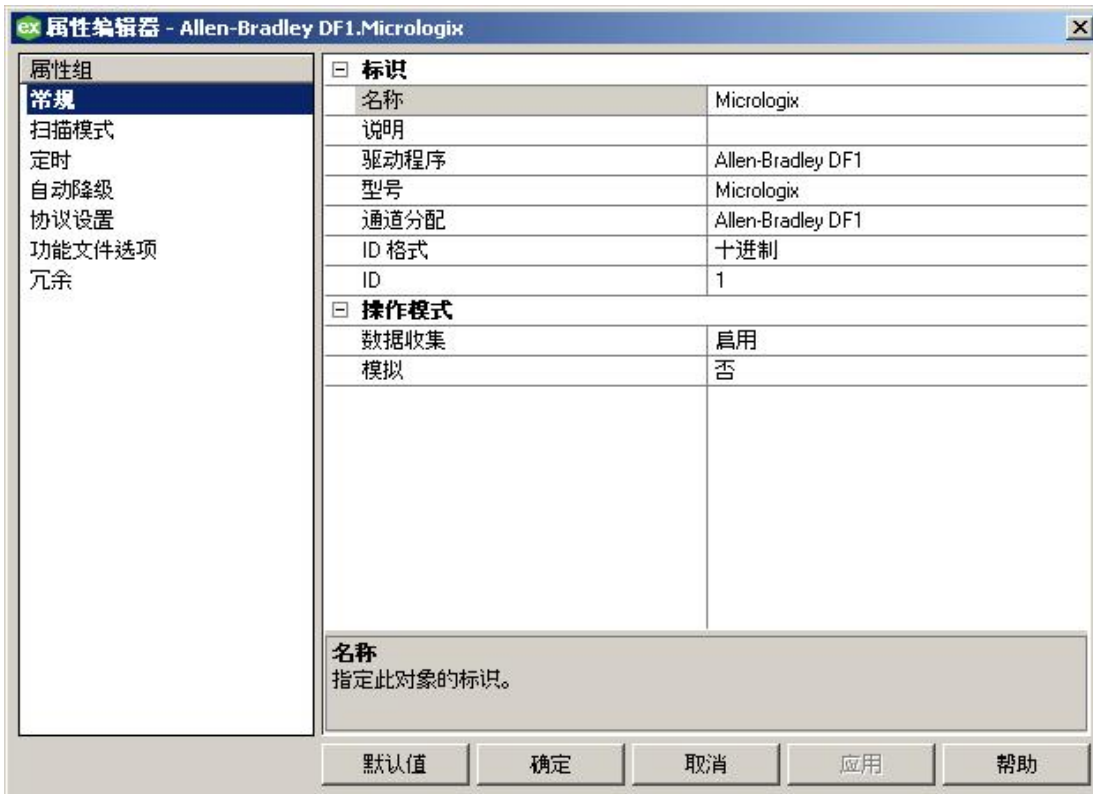 ex 属性编辑器 - Allen-Bradley DF1.Micrologix
属性组
常规
扫描模式
定时
自动降级
协议设置
功能文件选项
冗余
标识
名称 Micrologix
说明
驱动程序 Allen-Bradley DF1
型号 Micrologix
通道分配 Allen-Bradley DF1
ID 格式 十进制
ID 1
操作模式
数据收集 启用
模拟 否
名称
指定此对象的标识。
默认值 确定 取消 应用 帮助